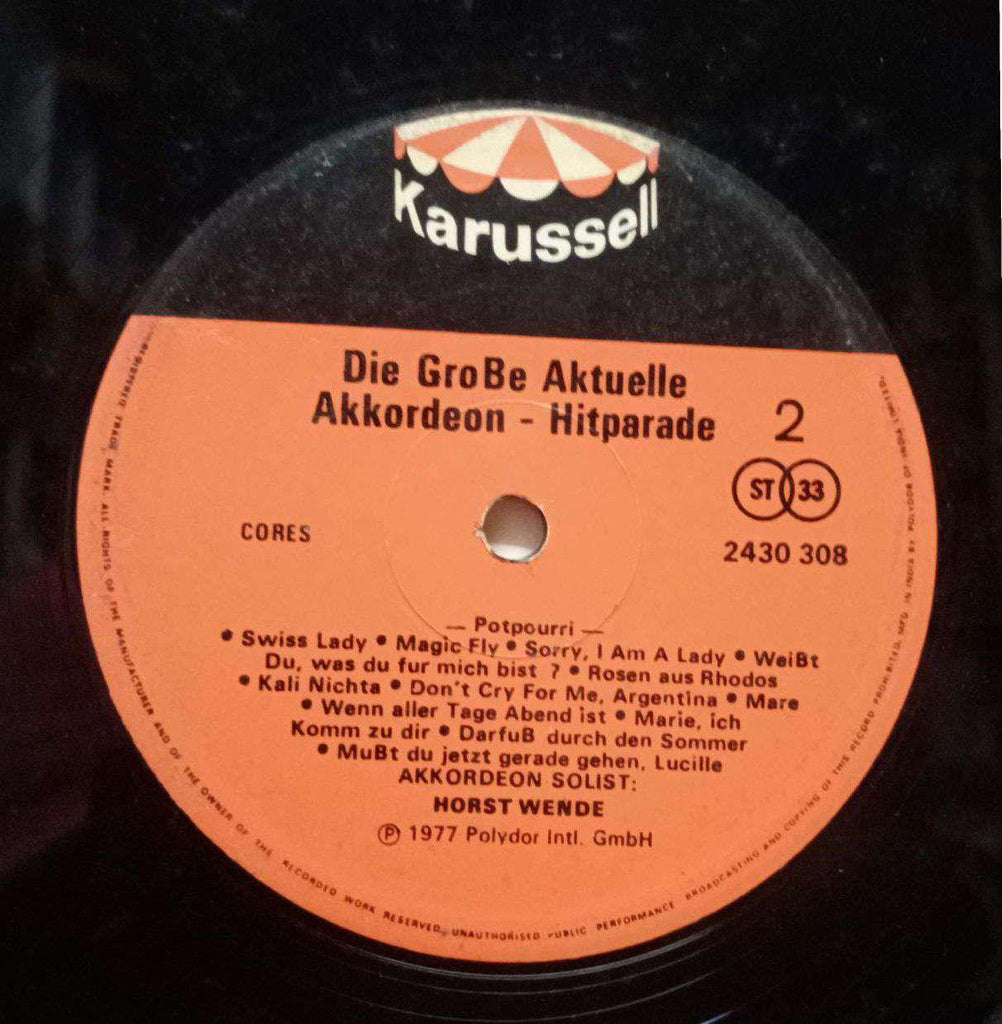 Karussell
Die GroBe Aktuelle
Akkordeon - Hitparade
2
ST 33
CORES
2430 308
— Potpourri —
• Swiss Lady • Magic Fly • Sorry, I Am A Lady • WeiBt
Du, was du fur mich bist ? • Rosen aus Rhodos
• Kali Nichta • Don't Cry For Me, Argentina • Mare
• Wenn aller Tage Abend ist • Marie, ich
Komm zu dir • DarfuB durch den Sommer
• MuBt du jetzt gerade gehen, Lucille
AKKORDEON SOLIST:
HORST WENDE
℗ 1977 Polydor Intl. GmbH
REGISTERED TRADE MARK. ALL RIGHTS OF THE MANUFACTURER AND OF THE OWNER OF THE RECORDED WORK RESERVED. UNAUTHORISED PUBLIC PERFORMANCE BROADCASTING AND COPYING OF THIS RECORD PROHIBITED. MFD. IN INDIA BY POLYDOR OF INDIA LIMITED